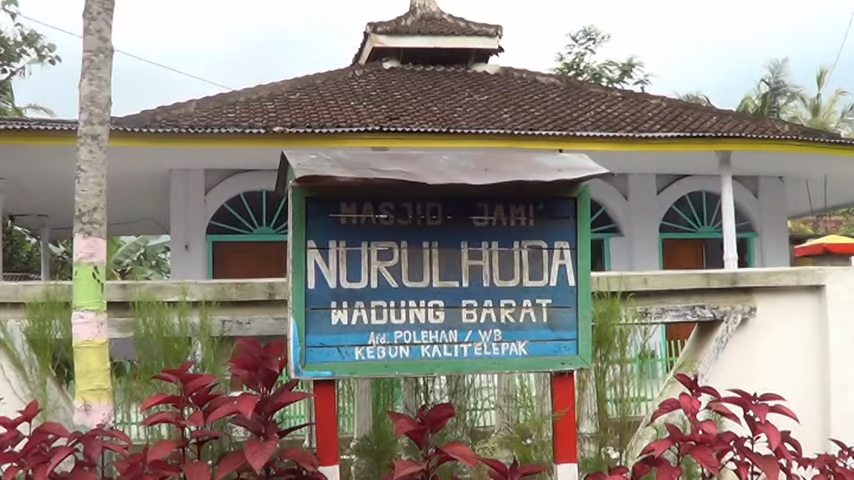 MASJID JAMI'
NURULHUDA
WADUNG BARAT
Afd. POLEHAN / WB
KEBUN KALITELEPAK